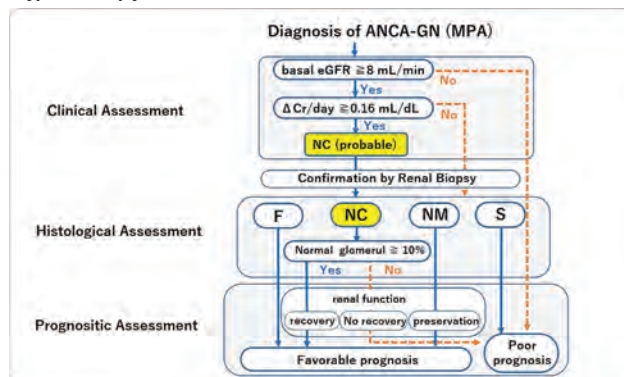 Diagnosis of ANCA-GN (MPA)
basal eGFR ≧8 mL/min
No
Yes
Clinical Assessment
Δ Cr/day ≧0.16 mL/dL
No
Yes
NC (probable)
Confirmation by Renal Biopsy
F NC NM S
Histological Assessment
Normal glomerul ≧ 10%
Yes No
renal function
Prognositic Assessment
recovery No recovery preservation
Poor
prognosis
Favorable prognosis